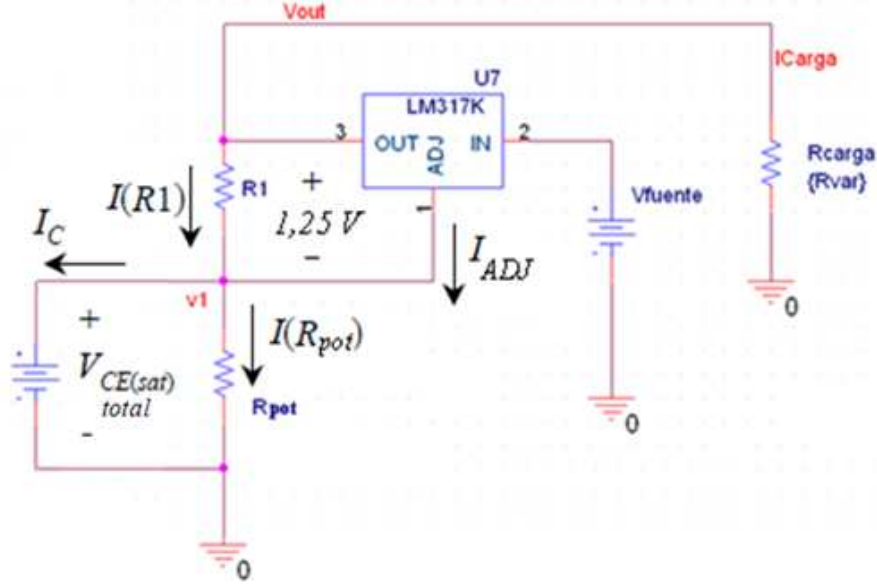 Vout
ICarga
U7
LM317K
3
OUT
ADJ
IN
2
1
Rcarga
{Rvar}
Vfuente
R1
I(R1)
+
1,25 V
−
I_C
I_ADJ
v1
I(R_pot)
+
V_CE(sat)
total
-
Rpot
0
0
0